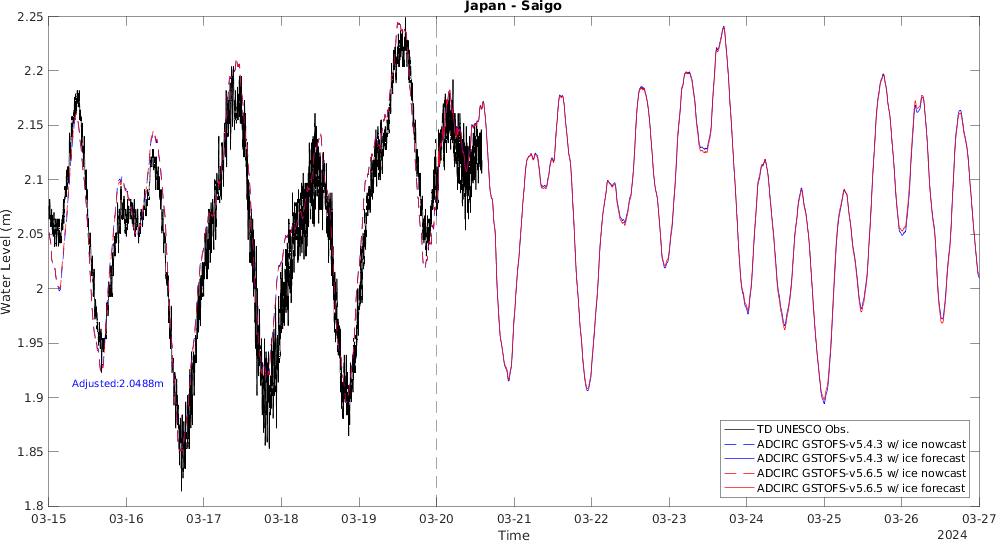 Japan - Saigo
Water Level (m)
2.25
2.2
2.15
2.1
2.05
2
1.95
1.9
1.85
1.8
Adjusted:2.0488m
TD UNESCO Obs.
ADCIRC GSTOFS-v5.4.3 w/ ice nowcast
ADCIRC GSTOFS-v5.4.3 w/ ice forecast
ADCIRC GSTOFS-v5.6.5 w/ ice nowcast
ADCIRC GSTOFS-v5.6.5 w/ ice forecast
03-15 03-16 03-17 03-18 03-19 03-20 03-21 03-22 03-23 03-24 03-25 03-26 03-27
Time
2024